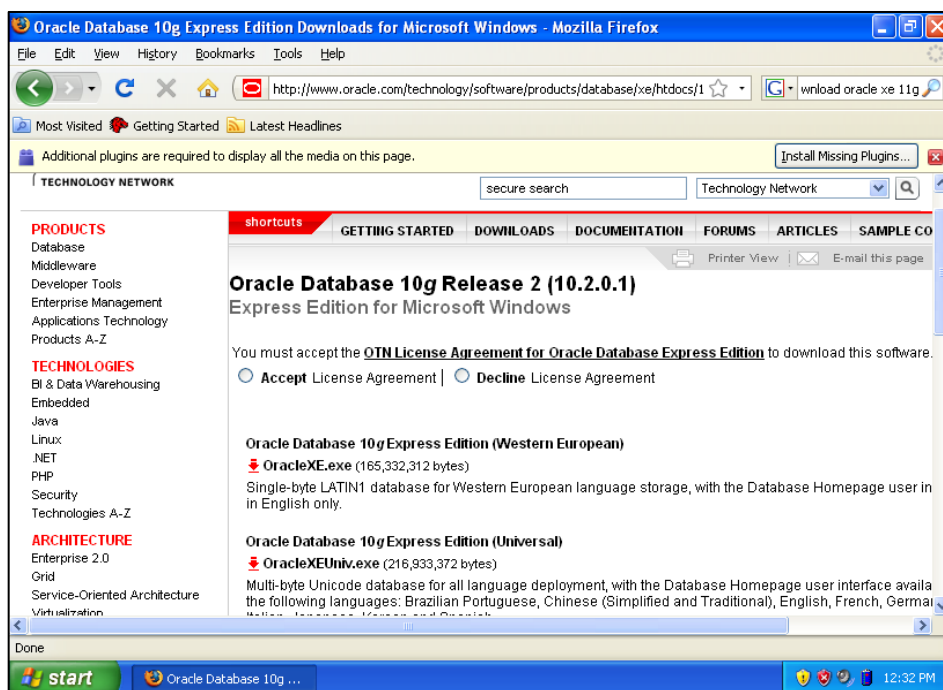 Oracle Database 10g Express Edition Downloads for Microsoft Windows - Mozilla Firefox
File Edit View History Bookmarks Tools Help
http://www.oracle.com/technology/software/products/database/xe/htdocs/1
wnload oracle xe 11g
Most Visited Getting Started Latest Headlines
Additional plugins are required to display all the media on this page. Install Missing Plugins...
TECHNOLOGY NETWORK
secure search Technology Network
PRODUCTS
Database
Middleware
Developer Tools
Enterprise Management
Applications Technology
Products A-Z
TECHNOLOGIES
BI & Data Warehousing
Embedded
Java
Linux
.NET
PHP
Security
Technologies A-Z
ARCHITECTURE
Enterprise 2.0
Grid
Service-Oriented Architecture
Virtualization
shortcuts GETTING STARTED DOWNLOADS DOCUMENTATION FORUMS ARTICLES SAMPLE CO
Printer View E-mail this page
Oracle Database 10g Release 2 (10.2.0.1)
Express Edition for Microsoft Windows
You must accept the OTN License Agreement for Oracle Database Express Edition to download this software.
Accept License Agreement | Decline License Agreement
Oracle Database 10g Express Edition (Western European)
OracleXE.exe (165,332,312 bytes)
Single-byte LATIN1 database for Western European language storage, with the Database Homepage user in
in English only.
Oracle Database 10g Express Edition (Universal)
OracleXEUniv.exe (216,933,372 bytes)
Multi-byte Unicode database for all language deployment, with the Database Homepage user interface availa
the following languages: Brazilian Portuguese, Chinese (Simplified and Traditional), English, French, Germa
Italian, Japanese, Korean and Spanish
Done
start Oracle Database 10g ... 12:32 PM